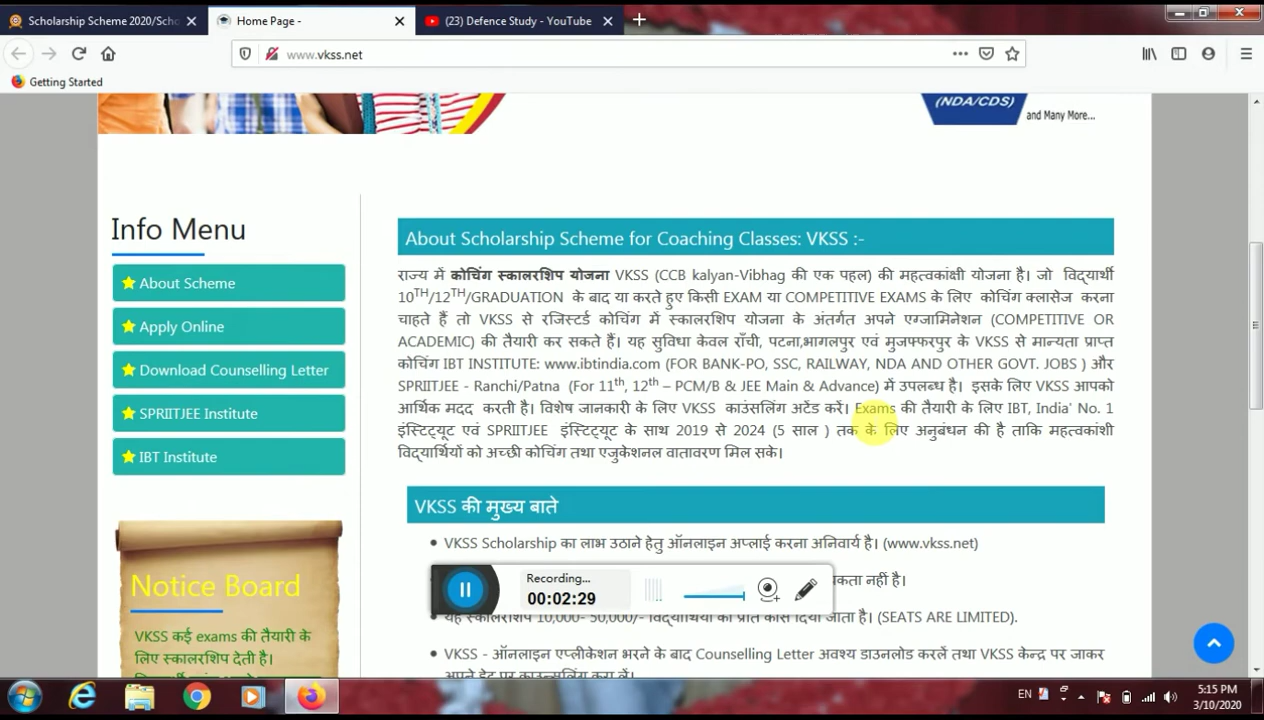 Scholarship Scheme 2020/Scho
Home Page -
(23) Defence Study - YouTube
www.vkss.net
Getting Started
(NDA/CDS)
and Many More...
Info Menu
About Scheme
Apply Online
Download Counselling Letter
SPRIITJEE Institute
IBT Institute
Notice Board
VKSS कई exams की तैयारी के
लिए स्कालरशिप देती है।
About Scholarship Scheme for Coaching Classes: VKSS :-
राज्य में कोचिंग स्कालरशिप योजना VKSS (CCB kalyan-Vibhag की एक पहल) की महत्वकांक्षी योजना है। जो विद्यार्थी
10TH/12TH/GRADUATION के बाद या करते हुए किसी EXAM या COMPETITIVE EXAMS के लिए कोचिंग क्लासेज करना
चाहते हैं तो VKSS से रजिस्टर्ड कोचिंग में स्कालरशिप योजना के अंतर्गत अपने एग्जामिनेशन (COMPETITIVE OR
ACADEMIC) की तैयारी कर सकते हैं। यह सुविधा केवल राँची, पटना,भागलपुर एवं मुजफ्फरपुर के VKSS से मान्यता प्राप्त
कोचिंग IBT INSTITUTE: www.ibtindia.com (FOR BANK-PO, SSC, RAILWAY, NDA AND OTHER GOVT. JOBS ) और
SPRIITJEE - Ranchi/Patna (For 11th, 12th – PCM/B & JEE Main & Advance) में उपलब्ध है। इसके लिए VKSS आपको
आर्थिक मदद करती है। विशेष जानकारी के लिए VKSS काउंसलिंग अटेंड करें। Exams की तैयारी के लिए IBT, India' No. 1
इंस्टिट्यूट एवं SPRIITJEE इंस्टिट्यूट के साथ 2019 से 2024 (5 साल ) तक के लिए अनुबंधन की है ताकि महत्वकांशी
विद्यार्थियों को अच्छी कोचिंग तथा एजुकेशनल वातावरण मिल सके।
VKSS की मुख्य बाते
VKSS Scholarship का लाभ उठाने हेतु ऑनलाइन अप्लाई करना अनिवार्य है। (www.vkss.net)
नहीं है।
यह स्कालरशिप 10,000- 50,000/- विद्यार्थियों को प्रति कोर्स दिया जाता है। (SEATS ARE LIMITED).
VKSS - ऑनलाइन एप्लीकेशन भरने के बाद Counselling Letter अवश्य डाउनलोड करलें तथा VKSS केन्द्र पर जाकर
Recording...
00:02:29
EN
5:15 PM
3/10/2020